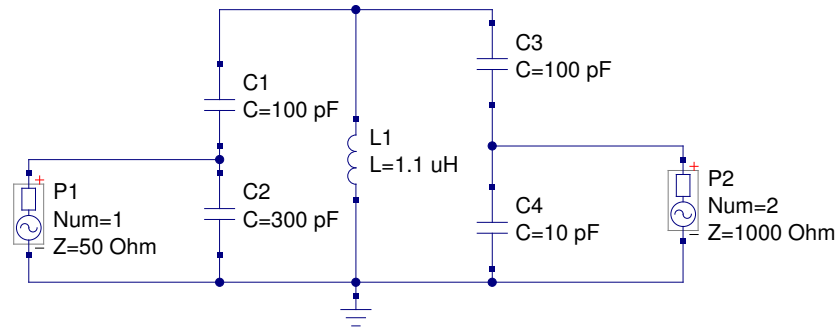 C3
C=100 pF
C1
C=100 pF
L1
L=1.1 uH
+
P1
Num=1
Z=50 Ohm
−
C2
C=300 pF
C4
C=10 pF
+
P2
Num=2
Z=1000 Ohm
−